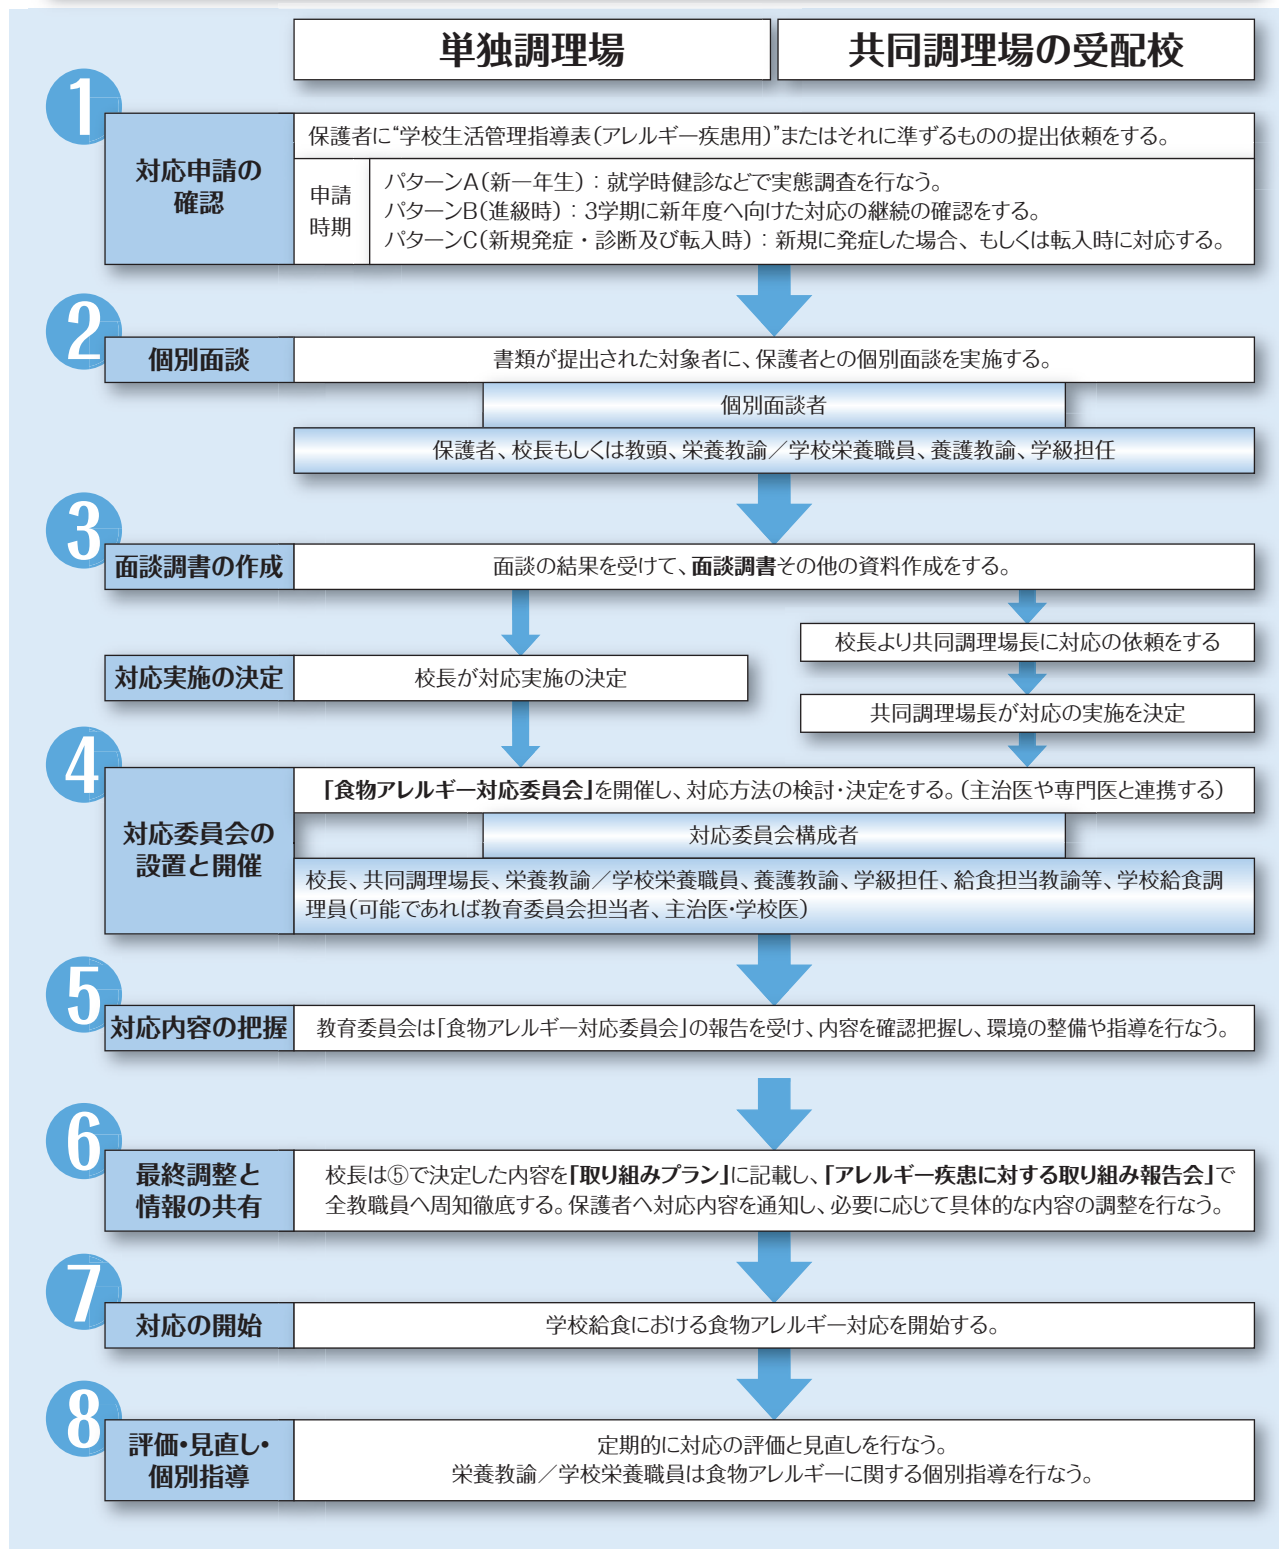 単独調理場
共同調理場の受配校
1
対応申請の
確認
保護者に“学校生活管理指導表（アレルギー疾患用）”またはそれに準ずるものの提出依頼をする。
申請
時期
パターンA（新一年生）：就学時健診などで実態調査を行なう。
パターンB（進級時）：3学期に新年度へ向けた対応の継続の確認をする。
パターンC（新規発症・診断及び転入時）：新規に発症した場合、もしくは転入時に対応する。
2
個別面談
書類が提出された対象者に、保護者との個別面談を実施する。
個別面談者
保護者、校長もしくは教頭、栄養教諭／学校栄養職員、養護教諭、学級担任
3
面談調書の作成
面談の結果を受けて、面談調書その他の資料作成をする。
校長より共同調理場長に対応の依頼をする
対応実施の決定
校長が対応実施の決定
共同調理場長が対応の実施を決定
4
対応委員会の
設置と開催
「食物アレルギー対応委員会」を開催し、対応方法の検討・決定をする。（主治医や専門医と連携する）
対応委員会構成者
校長、共同調理場長、栄養教諭／学校栄養職員、養護教諭、学級担任、給食担当教諭等、学校給食調
理員（可能であれば教育委員会担当者、主治医・学校医）
5
対応内容の把握
教育委員会は「食物アレルギー対応委員会」の報告を受け、内容を確認把握し、環境の整備や指導を行なう。
6
最終調整と
情報の共有
校長は⑤で決定した内容を「取り組みプラン」に記載し、「アレルギー疾患に対する取り組み報告会」で
全教職員へ周知徹底する。保護者へ対応内容を通知し、必要に応じて具体的な内容の調整を行なう。
7
対応の開始
学校給食における食物アレルギー対応を開始する。
8
評価・見直し・
個別指導
定期的に対応の評価と見直しを行なう。
栄養教諭／学校栄養職員は食物アレルギーに関する個別指導を行なう。